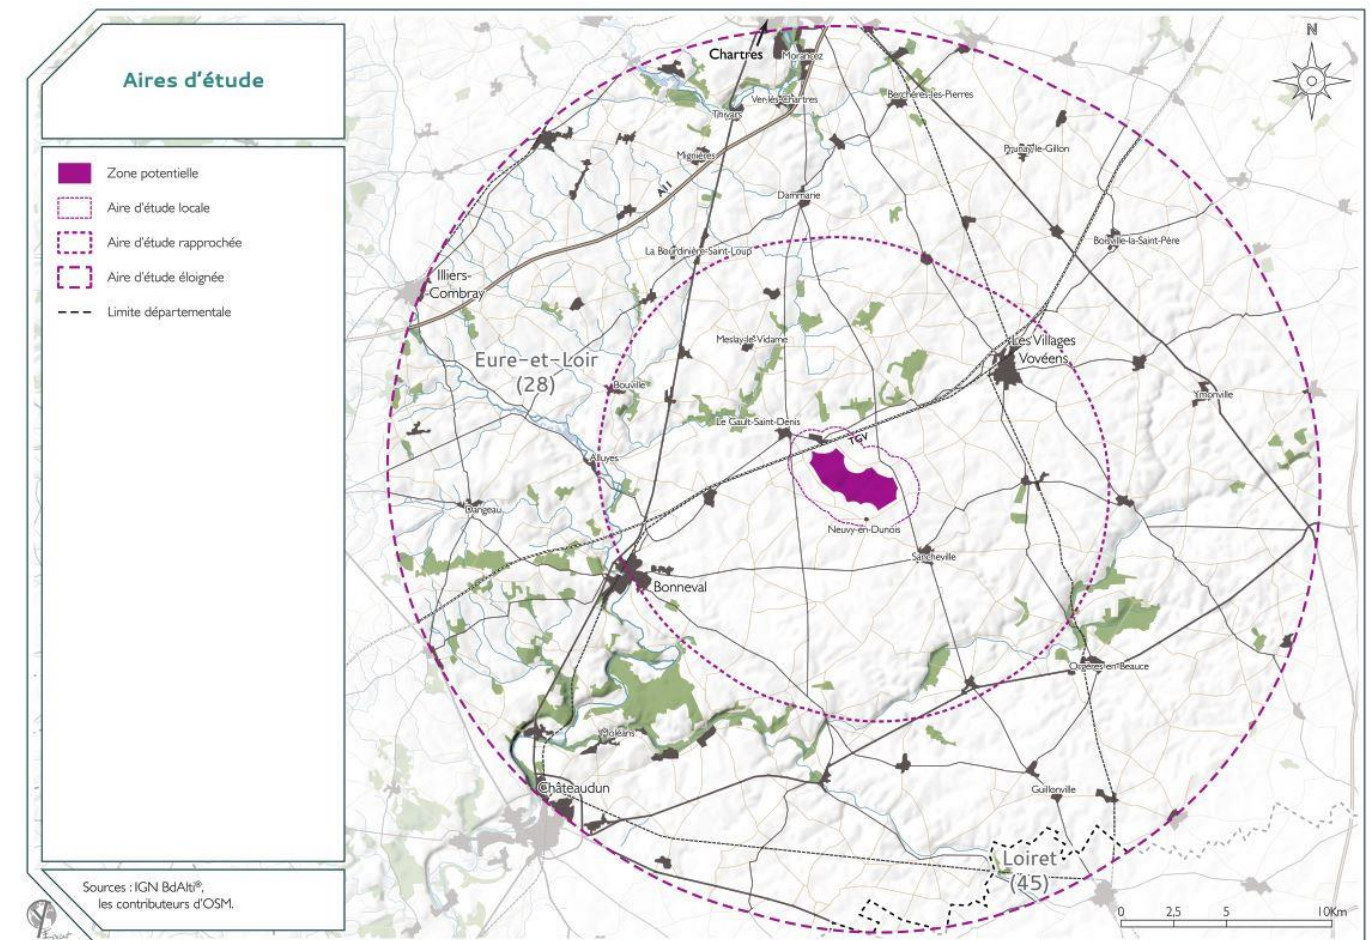 Aires d'étude
Zone potentielle
Aire d'étude locale
Aire d'étude rapprochée
Aire d'étude éloignée
Limite départementale
Sources : IGN BdAlti®,
les contributeurs d'OSM.
N
Chartres
Morancez
Ver-lès-Chartres
Berchères-les-Pierres
Thivars
Mignières
Prunay-le-Gillon
A11
Dammarie
Boisville-la-Saint-Père
La Bourdinière-Saint-Loup
Illiers-
Combray
Meslay-le-Vidame
Les Villages
Vovéens
Eure-et-Loir
(28)
Bouville
Ymonville
Le Gault-Saint-Denis
TGV
Alluyes
Dangeau
Neuvy-en-Dunois
Sancheville
Bonneval
Orgères-en-Beauce
Moléans
Châteaudun
Guillonville
Loiret
(45)
0 2,5 5 10Km